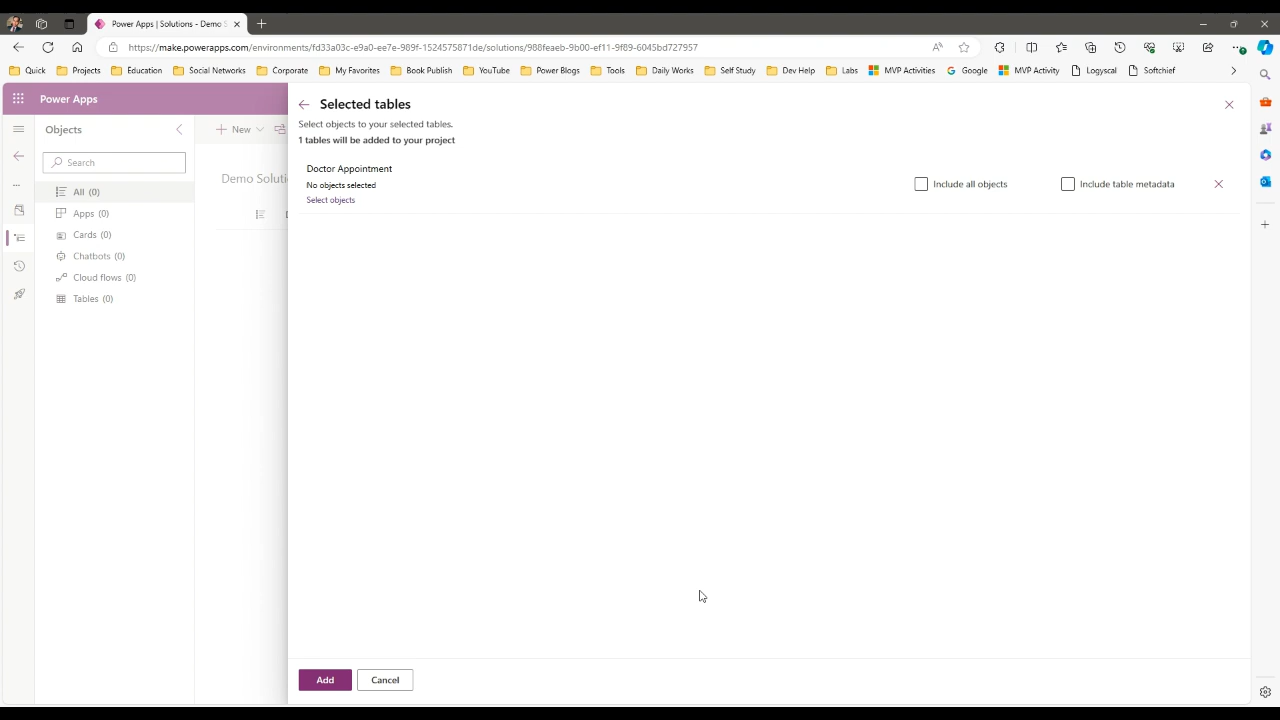 Power Apps | Solutions - Demo S
https://make.powerapps.com/environments/fd33a03c-e9a0-ee7e-989f-1524575871de/solutions/988feaeb-9b00-ef11-9f89-6045bd727957
Quick
Projects
Education
Social Networks
Corporate
My Favorites
Book Publish
YouTube
Power Blogs
Tools
Daily Works
Self Study
Dev Help
Labs
MVP Activities
Google
MVP Activity
Logyscal
Softchief
Power Apps
Objects
Search
All (0)
Apps (0)
Cards (0)
Chatbots (0)
Cloud flows (0)
Tables (0)
New
Demo Soluti
Selected tables
Select objects to your selected tables.
1 tables will be added to your project
Doctor Appointment
No objects selected
Select objects
Include all objects
Include table metadata
Add
Cancel